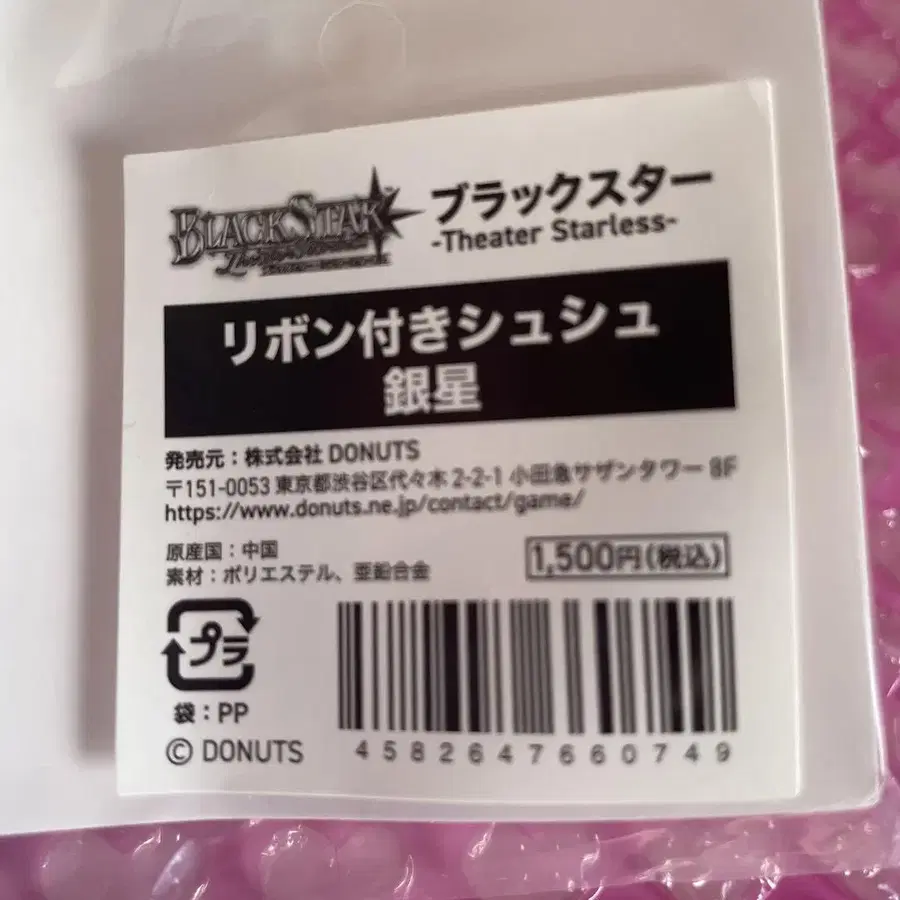 BLACKSTAR
Theater Starless
ブラックスター
-Theater Starless-
リボン付きシュシュ
銀星
発売元：株式会社 DONUTS
〒151-0053 東京都渋谷区代々木 2-2-1 小田急サザンタワー 8F
https://www.donuts.ne.jp/contact/game/
原産国：中国
素材：ポリエステル、亜鉛合金
1,500円(税込)
プラ
袋：PP
© DONUTS
4582647660749